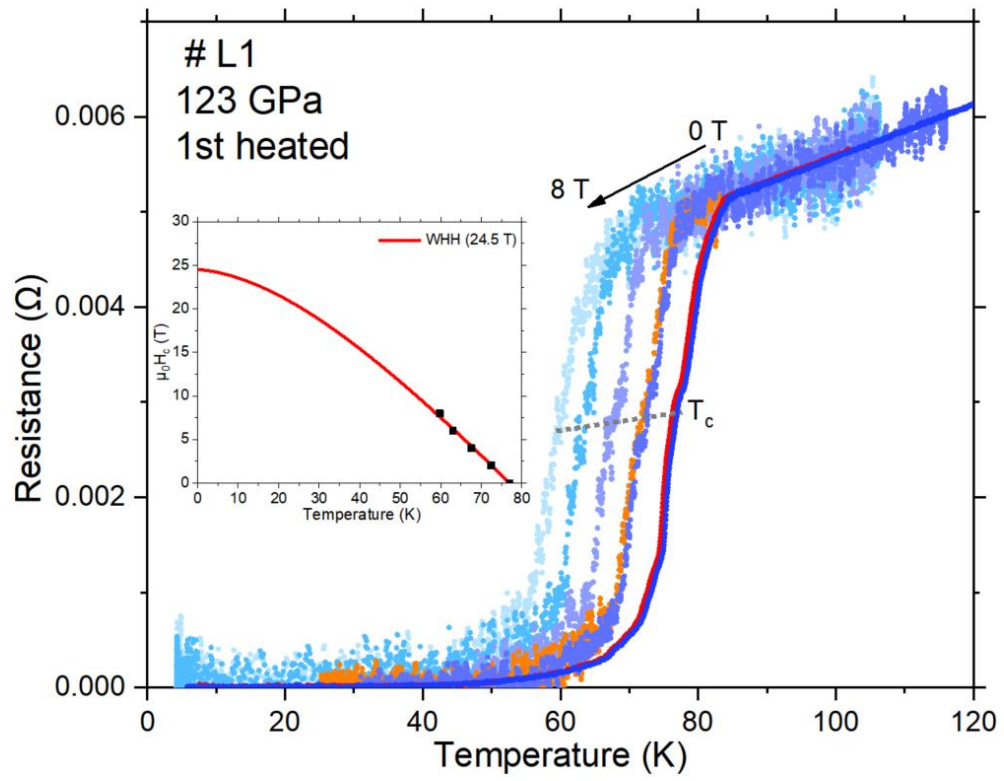 # L1
123 GPa
1st heated
0 T
8 T
T_c
Resistance (Ω)
0.006
0.004
0.002
0.000
0 20 40 60 80 100 120
Temperature (K)
WHH (24.5 T)
μ₀H_c (T)
30
25
20
15
10
5
0
0 10 20 30 40 50 60 70 80
Temperature (K)